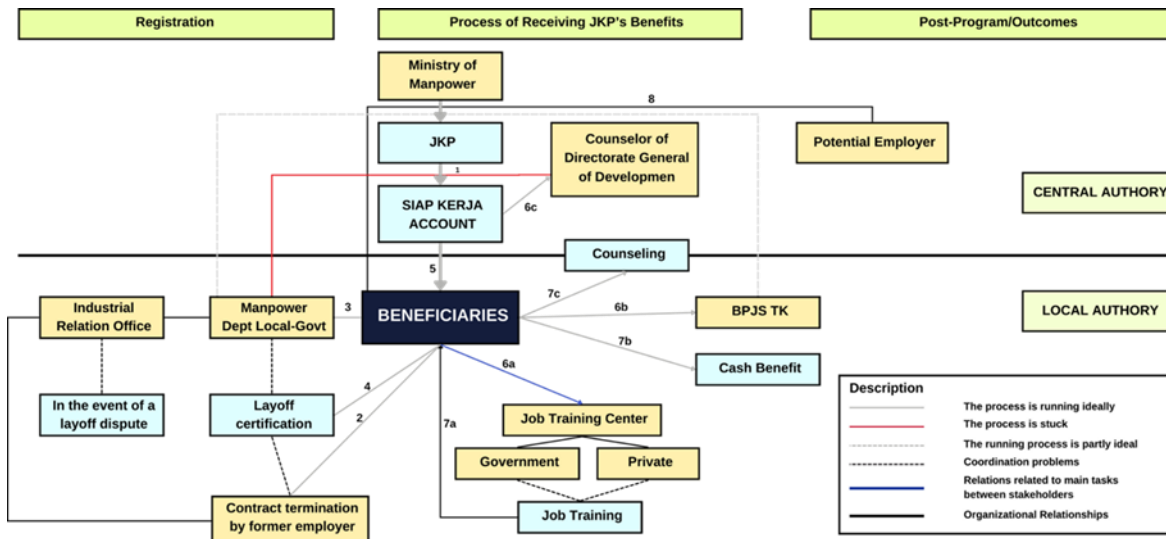 Registration
Process of Receiving JKP's Benefits
Post-Program/Outcomes
Ministry of
Manpower
8
JKP
Counselor of
Directorate General
of Developmen
Potential Employer
1
SIAP KERJA
ACCOUNT
6c
CENTRAL AUTHORY
Counseling
5
7c
Industrial
Relation Office
Manpower
Dept Local-Govt
3
BENEFICIARIES
6b
BPJS TK
LOCAL AUTHORY
7b
Cash Benefit
6a
4
2
In the event of a
layoff dispute
Layoff
certification
7a
Job Training Center
Government
Private
Contract termination
by former employer
Job Training
Description
The process is running ideally
The process is stuck
The running process is partly ideal
Coordination problems
Relations related to main tasks
between stakeholders
Organizational Relationships